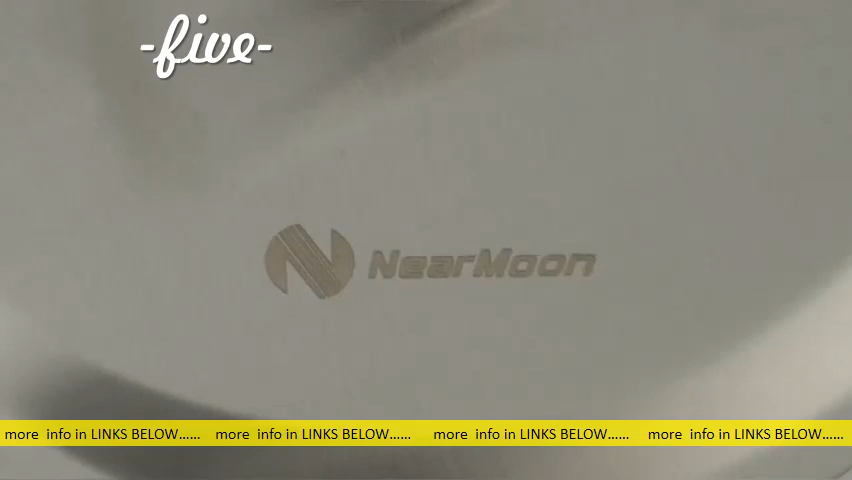 -five-
NearMoon
more info in LINKS BELOW...... more info in LINKS BELOW...... more info in LINKS BELOW...... more info in LINKS BELOW......